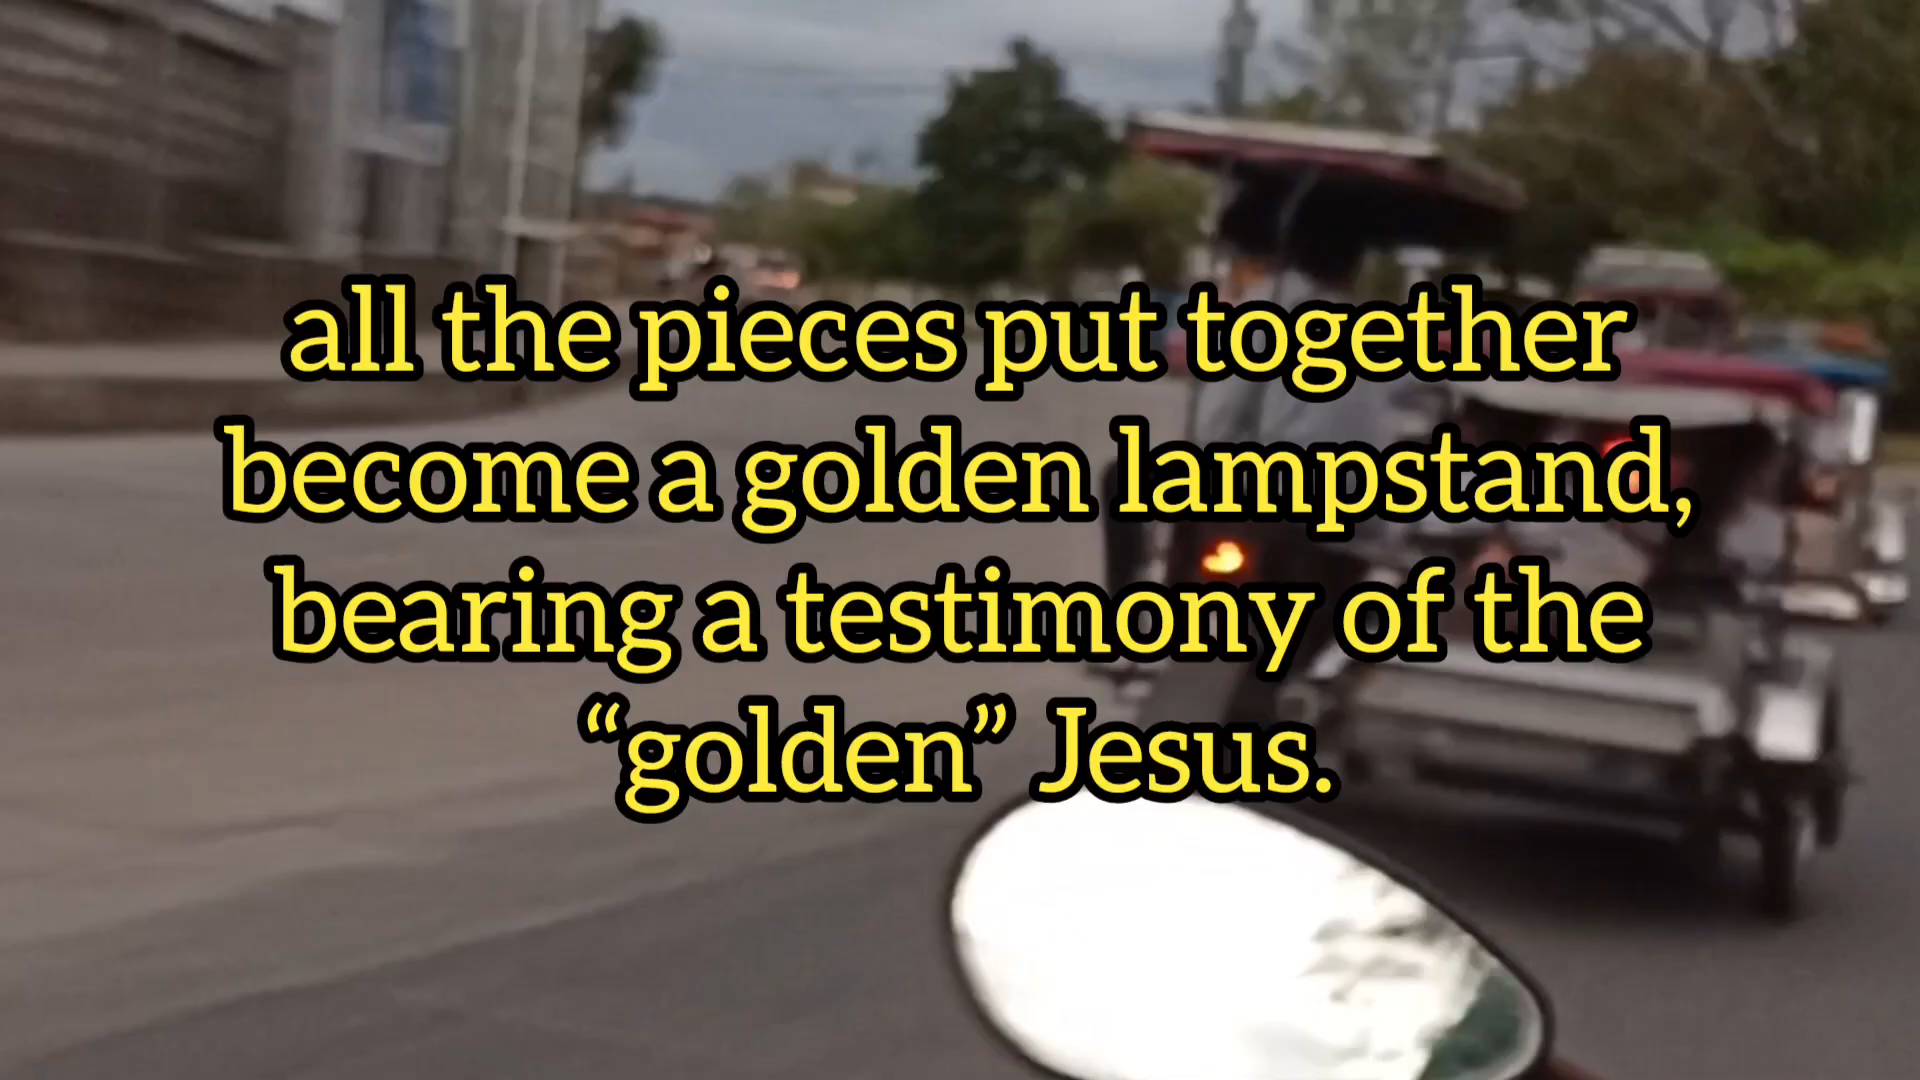 all the pieces put together
become a golden lampstand,
bearing a testimony of the
“golden” Jesus.